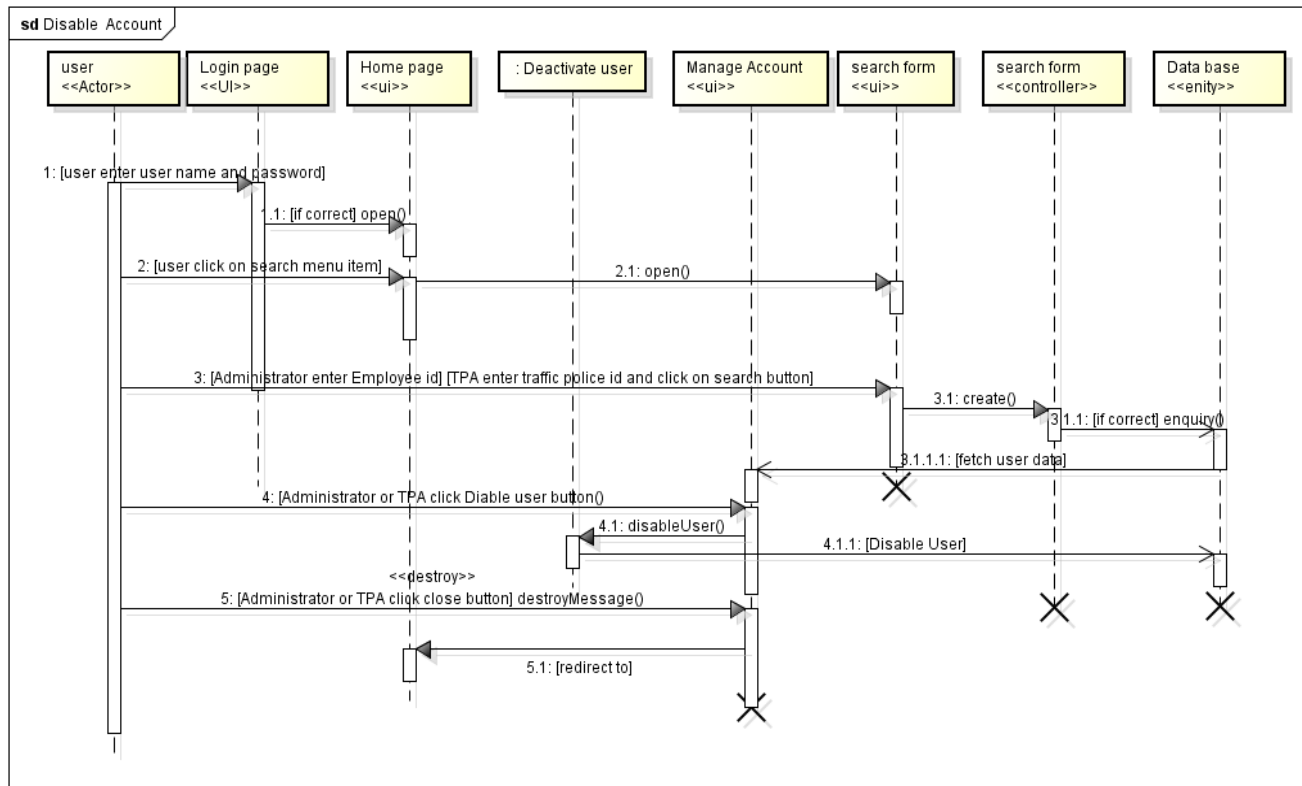 sd Disable Account
user
<<Actor>>
Login page
<<UI>>
Home page
<<ui>>
: Deactivate user
Manage Account
<<ui>>
search form
<<ui>>
search form
<<controller>>
Data base
<<enity>>
1: [user enter user name and password]
1.1: [if correct] open()
2: [user click on search menu item]
2.1: open()
3: [Administrator enter Employee id] [TPA enter traffic police id and click on search button]
3.1: create()
3.1.1: [if correct] enquiry()
3.1.1.1: [fetch user data]
4: [Administrator or TPA click Diable user button()
4.1: disableUser()
4.1.1: [Disable User]
<<destroy>>
5: [Administrator or TPA click close button] destroyMessage()
5.1: [redirect to]